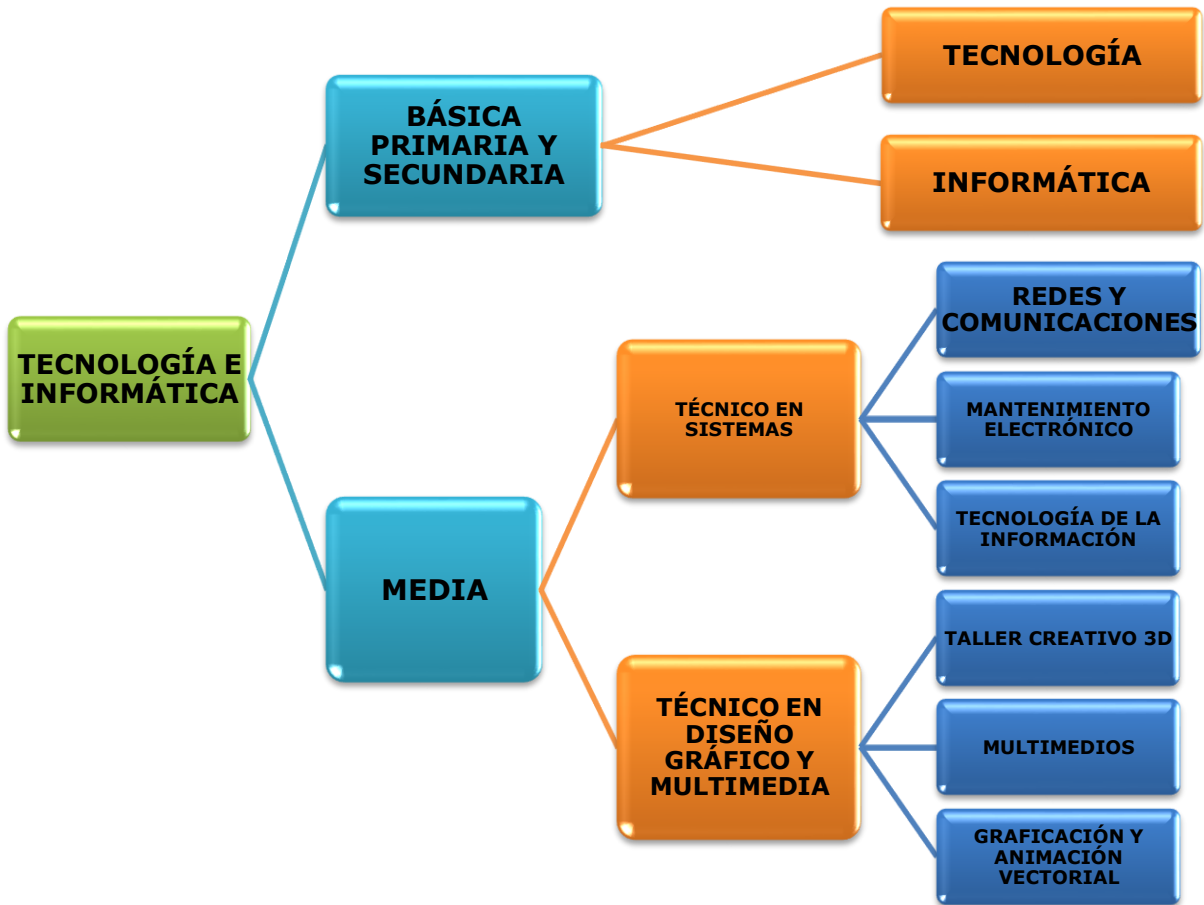 TECNOLOGÍA E
INFORMÁTICA
BÁSICA
PRIMARIA Y
SECUNDARIA
TECNOLOGÍA
INFORMÁTICA
MEDIA
TÉCNICO EN
SISTEMAS
REDES Y
COMUNICACIONES
MANTENIMIENTO
ELECTRÓNICO
TECNOLOGÍA DE LA
INFORMACIÓN
TÉCNICO EN
DISEÑO
GRÁFICO Y
MULTIMEDIA
TALLER CREATIVO 3D
MULTIMEDIOS
GRAFICACIÓN Y
ANIMACIÓN
VECTORIAL